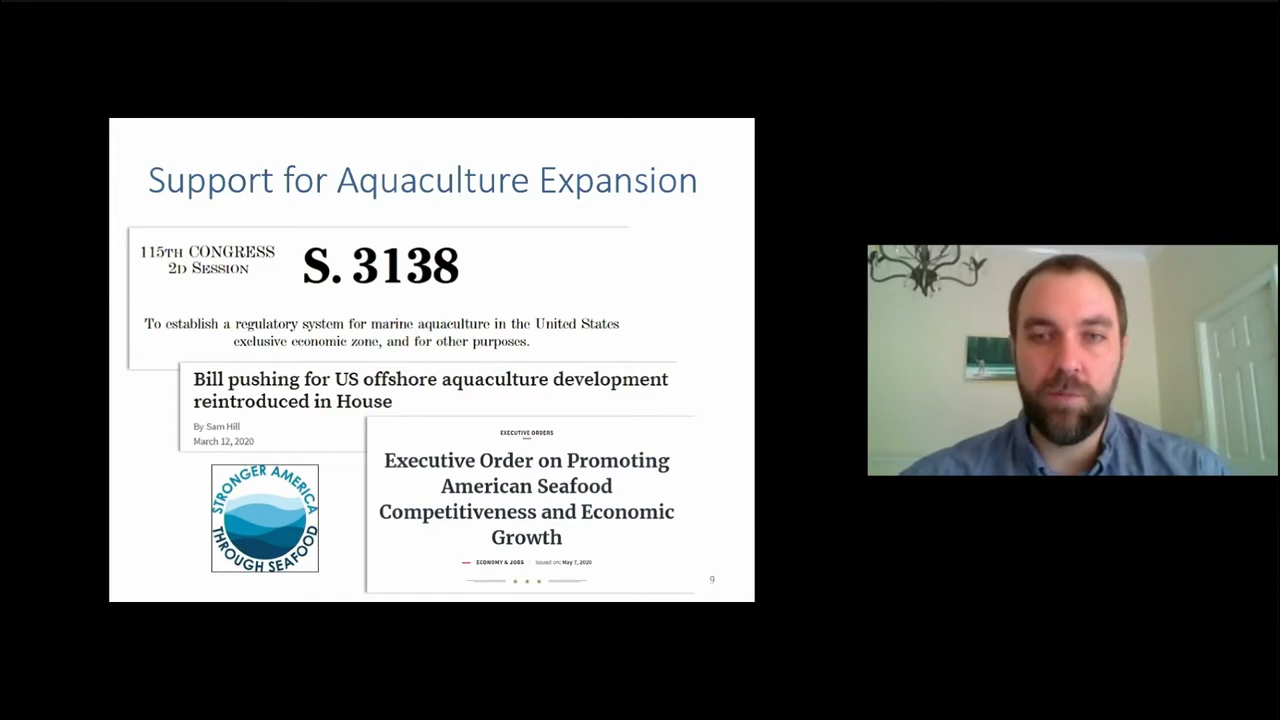 Support for Aquaculture Expansion
115TH CONGRESS
2D SESSION
S. 3138
To establish a regulatory system for marine aquaculture in the United States
exclusive economic zone, and for other purposes.
Bill pushing for US offshore aquaculture development
reintroduced in House
By Sam Hill
March 12, 2020
EXECUTIVE ORDERS
Executive Order on Promoting
American Seafood
Competitiveness and Economic
Growth
ECONOMY & JOBS Issued on: May 7, 2020
STRONGER AMERICA
THROUGH SEAFOOD
9